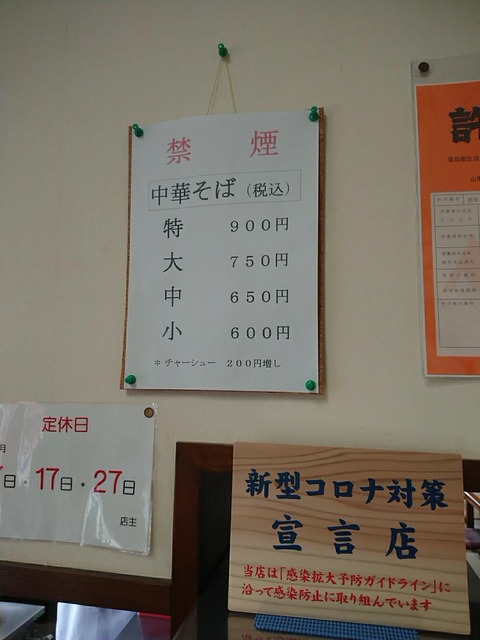 禁 煙
中華そば（税込）
特 ９００円
大 ７５０円
中 ６５０円
小 ６００円
＊ チャーシュー ２００円増し
定休日
月
7日・17日・27日
店主
新型コロナ対策
宣言店
当店は「感染拡大予防ガイドライン」に
沿って感染防止に取り組んでいます
許